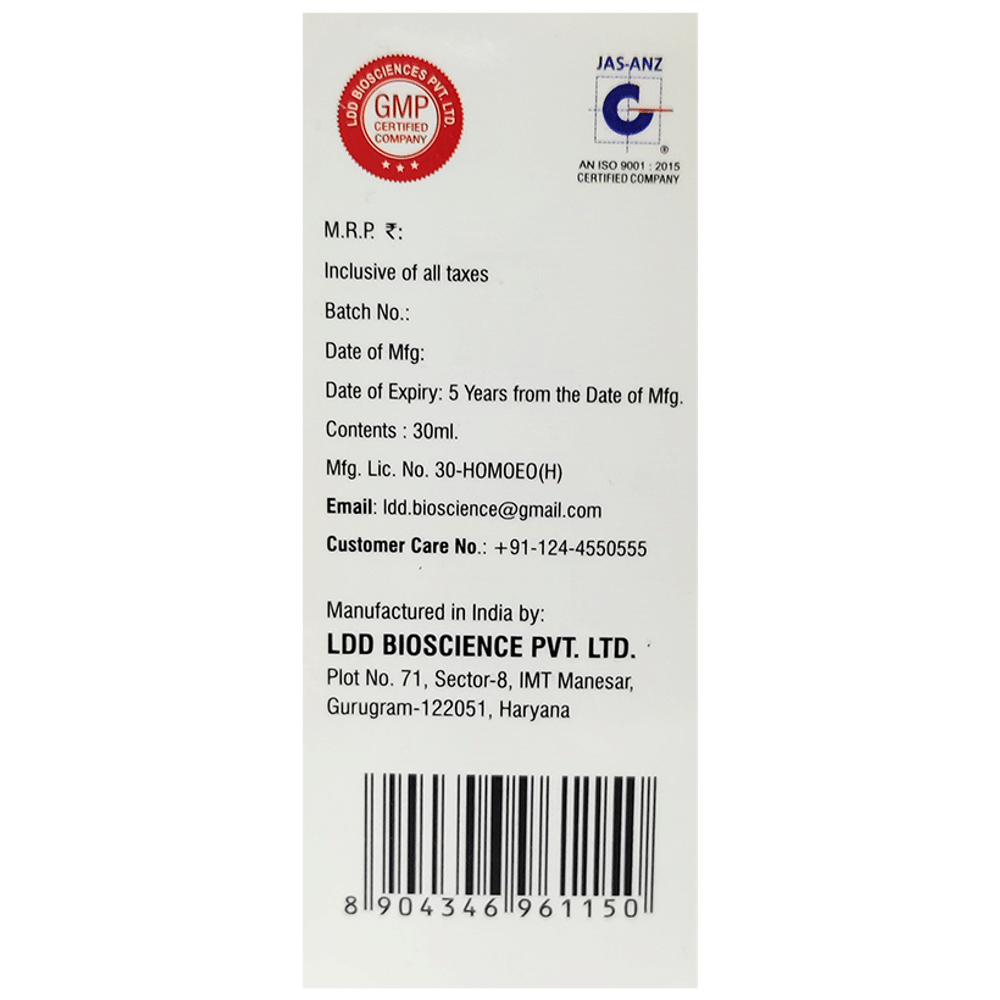 LDD BIOSCIENCES PVT. LTD.
GMP
CERTIFIED
COMPANY
JAS-ANZ
C
®
AN ISO 9001 : 2015
CERTIFIED COMPANY
M.R.P. ₹:
Inclusive of all taxes
Batch No.:
Date of Mfg:
Date of Expiry: 5 Years from the Date of Mfg.
Contents : 30ml.
Mfg. Lic. No. 30-HOMOEO(H)
Email: ldd.bioscience@gmail.com
Customer Care No.: +91-124-4550555
Manufactured in India by:
LDD BIOSCIENCE PVT. LTD.
Plot No. 71, Sector-8, IMT Manesar,
Gurugram-122051, Haryana
8 904346 961150